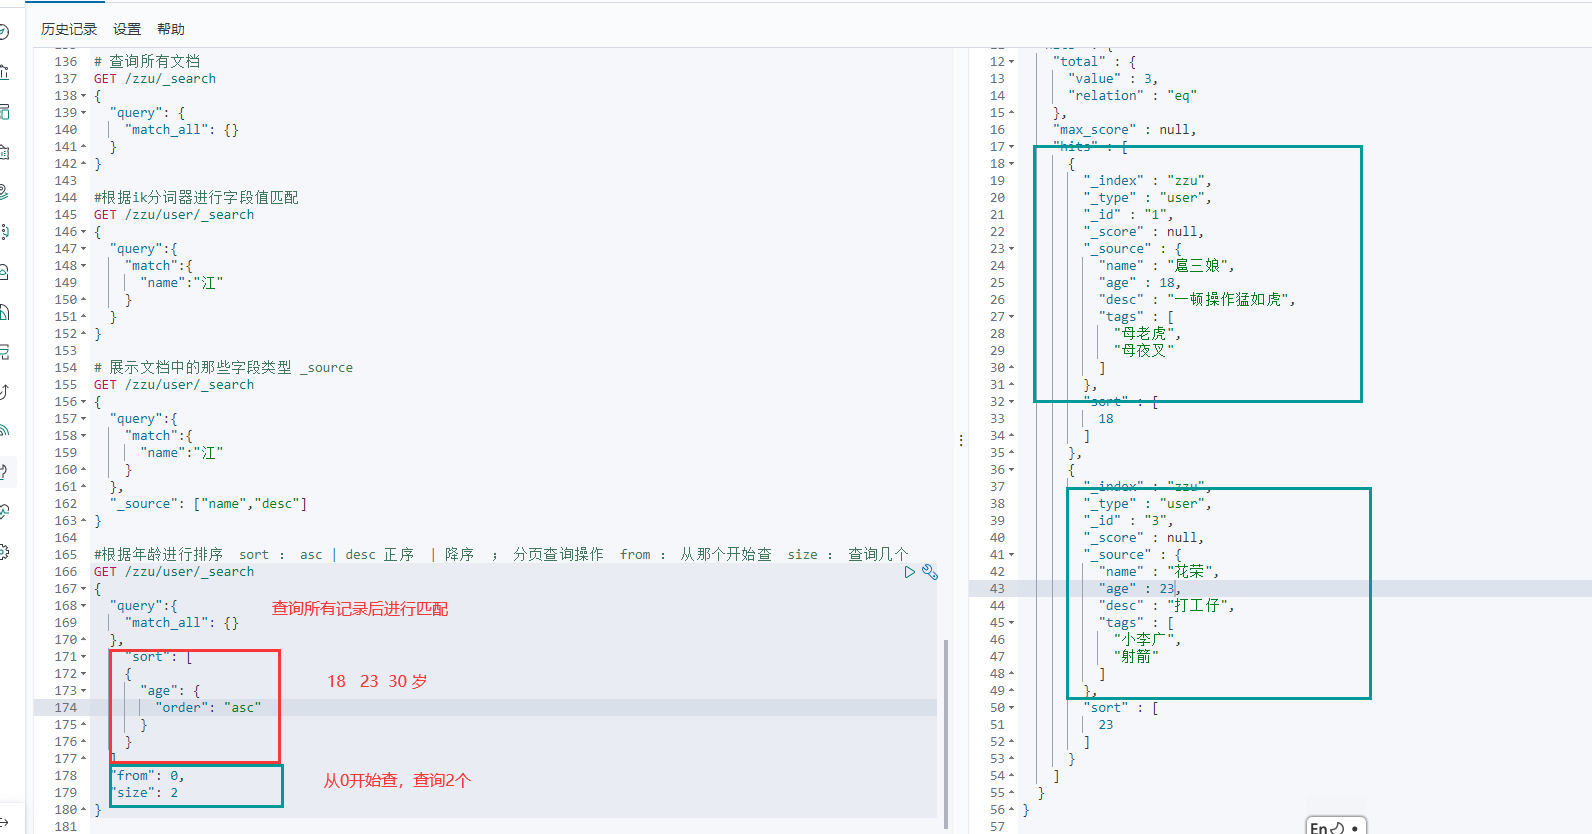 历史记录 设置 帮助
136 # 查询所有文档
137 GET /zzu/_search
138 {
139 "query": {
140 "match_all": {}
141 }
142 }
143
144 #根据ik分词器进行字段值匹配
145 GET /zzu/user/_search
146 {
147 "query":{
148 "match":{
149 "name":"江"
150 }
151 }
152 }
153
154 # 展示文档中的那些字段类型 _source
155 GET /zzu/user/_search
156 {
157 "query":{
158 "match":{
159 "name":"江"
160 }
161 },
162 "_source": ["name","desc"]
163 }
164
165 #根据年龄进行排序 sort : asc | desc 正序 | 降序 ; 分页查询操作 from : 从那个开始查 size : 查询几个
166 GET /zzu/user/_search
167 {
168 "query":{
查询所有记录后进行匹配
169 "match_all": {}
170 },
171 "sort": [
172 {
18 23 30 岁
173 "age": {
174 "order": "asc"
175 }
176 }
177 ]
178 "from": 0,
从0开始查，查询2个
179 "size": 2
180 }
181
12 "total" : {
13 "value" : 3,
14 "relation" : "eq"
15 },
16 "max_score" : null,
17 "hits" : [
18 {
19 "_index" : "zzu",
20 "_type" : "user",
21 "_id" : "1",
22 "_score" : null,
23 "_source" : {
24 "name" : "扈三娘",
25 "age" : 18,
26 "desc" : "一顿操作猛如虎",
27 "tags" : [
28 "母老虎",
29 "母夜叉"
30 ]
31 },
32 "sort" : [
33 18
34 ]
35 },
36 {
37 "_index" : "zzu",
38 "_type" : "user",
39 "_id" : "3",
40 "_score" : null,
41 "_source" : {
42 "name" : "花荣",
43 "age" : 23,
44 "desc" : "打工仔",
45 "tags" : [
46 "小李广",
47 "射箭"
48 ]
49 },
50 "sort" : [
51 23
52 ]
53 }
54 ]
55 }
56 }
57
En